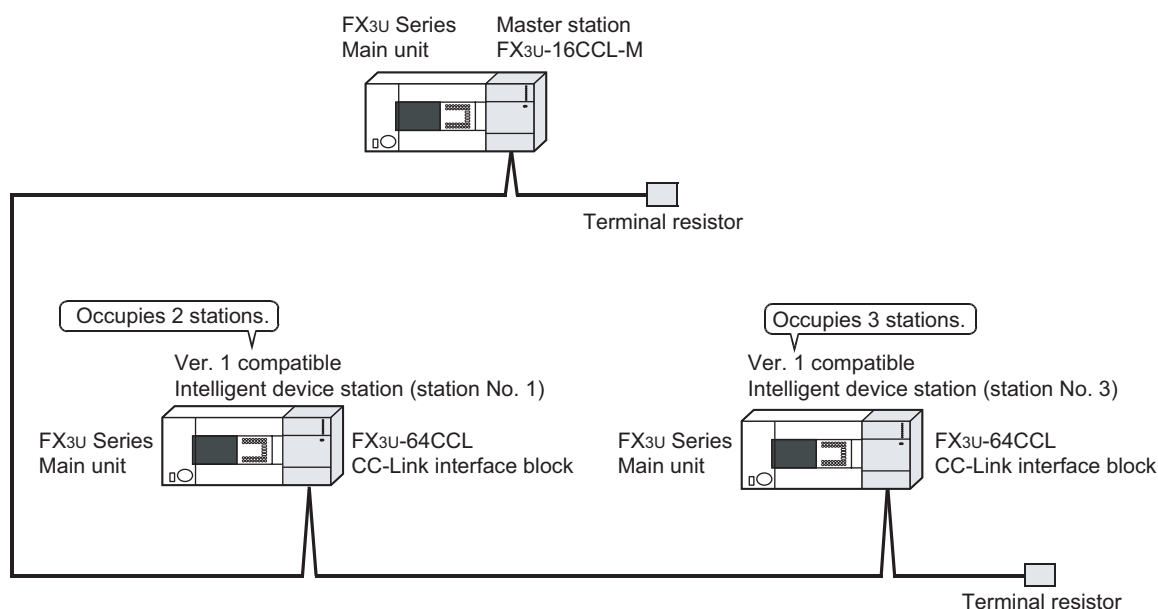 FX3U Series
Main unit
Master station
FX3U-16CCL-M
Terminal resistor
Occupies 2 stations.
Ver. 1 compatible
Intelligent device station (station No. 1)
FX3U Series
Main unit
FX3U-64CCL
CC-Link interface block
Occupies 3 stations.
Ver. 1 compatible
Intelligent device station (station No. 3)
FX3U Series
Main unit
FX3U-64CCL
CC-Link interface block
Terminal resistor